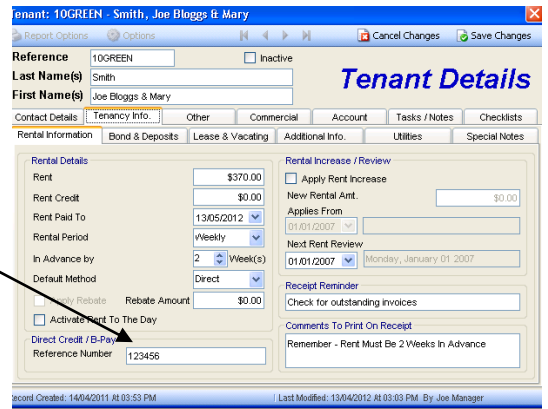 Tenant: 10GREEN - Smith, Joe Bloggs & Mary
Report Options Options Cancel Changes Save Changes
Reference 10GREEN Inactive
Last Name(s) Smith
First Name(s) Joe Bloggs & Mary
Tenant Details
Contact Details Tenancy Info. Other Commercial Account Tasks / Notes Checklists
Rental Information Bond & Deposits Lease & Vacating Additional Info. Utilities Special Notes
Rental Details
Rent $370.00
Rent Credit $0.00
Rent Paid To 13/05/2012
Rental Period Weekly
In Advance by 2 Week(s)
Default Method Direct
Apply Rebate Rebate Amount $0.00
Activate Rent To The Day
Direct Credit / B-Pay
Reference Number 123456
Rental Increase / Review
Apply Rent Increase
New Rental Amt. $0.00
Applies From
01/01/2007
Next Rent Review
01/01/2007 Monday, January 01 2007
Receipt Reminder
Check for outstanding invoices
Comments To Print On Receipt
Remember - Rent Must Be 2 Weeks In Advance
Record Created: 14/04/2011 At 03:53 PM Last Modified: 13/04/2012 At 03:03 PM By Joe Manager